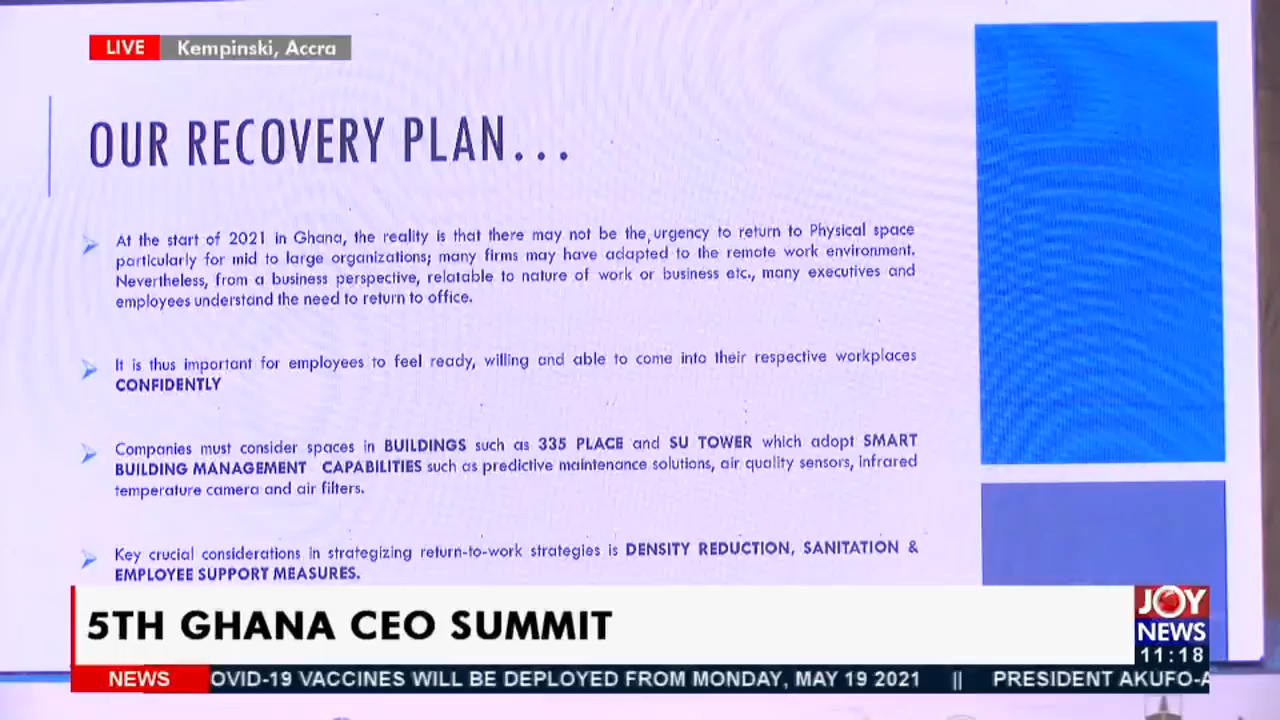 LIVE Kempinski, Accra
OUR RECOVERY PLAN...
At the start of 2021 in Ghana, the reality is that there may not be the urgency to return to Physical space
particularly for mid to large organizations; many firms may have adapted to the remote work environment.
Nevertheless, from a business perspective, relatable to nature of work or business etc., many executives and
employees understand the need to return to office.
It is thus important for employees to feel ready, willing and able to come into their respective workplaces
CONFIDENTLY
Companies must consider spaces in BUILDINGS such as 335 PLACE and SU TOWER which adopt SMART
BUILDING MANAGEMENT CAPABILITIES such as predictive maintenance solutions, air quality sensors, infrared
temperature camera and air filters.
Key crucial considerations in strategizing return-to-work strategies is DENSITY REDUCTION, SANITATION &
EMPLOYEE SUPPORT MEASURES.
5TH GHANA CEO SUMMIT
JOY
NEWS
11:18
NEWS OVID-19 VACCINES WILL BE DEPLOYED FROM MONDAY, MAY 19 2021 || PRESIDENT AKUFO-A